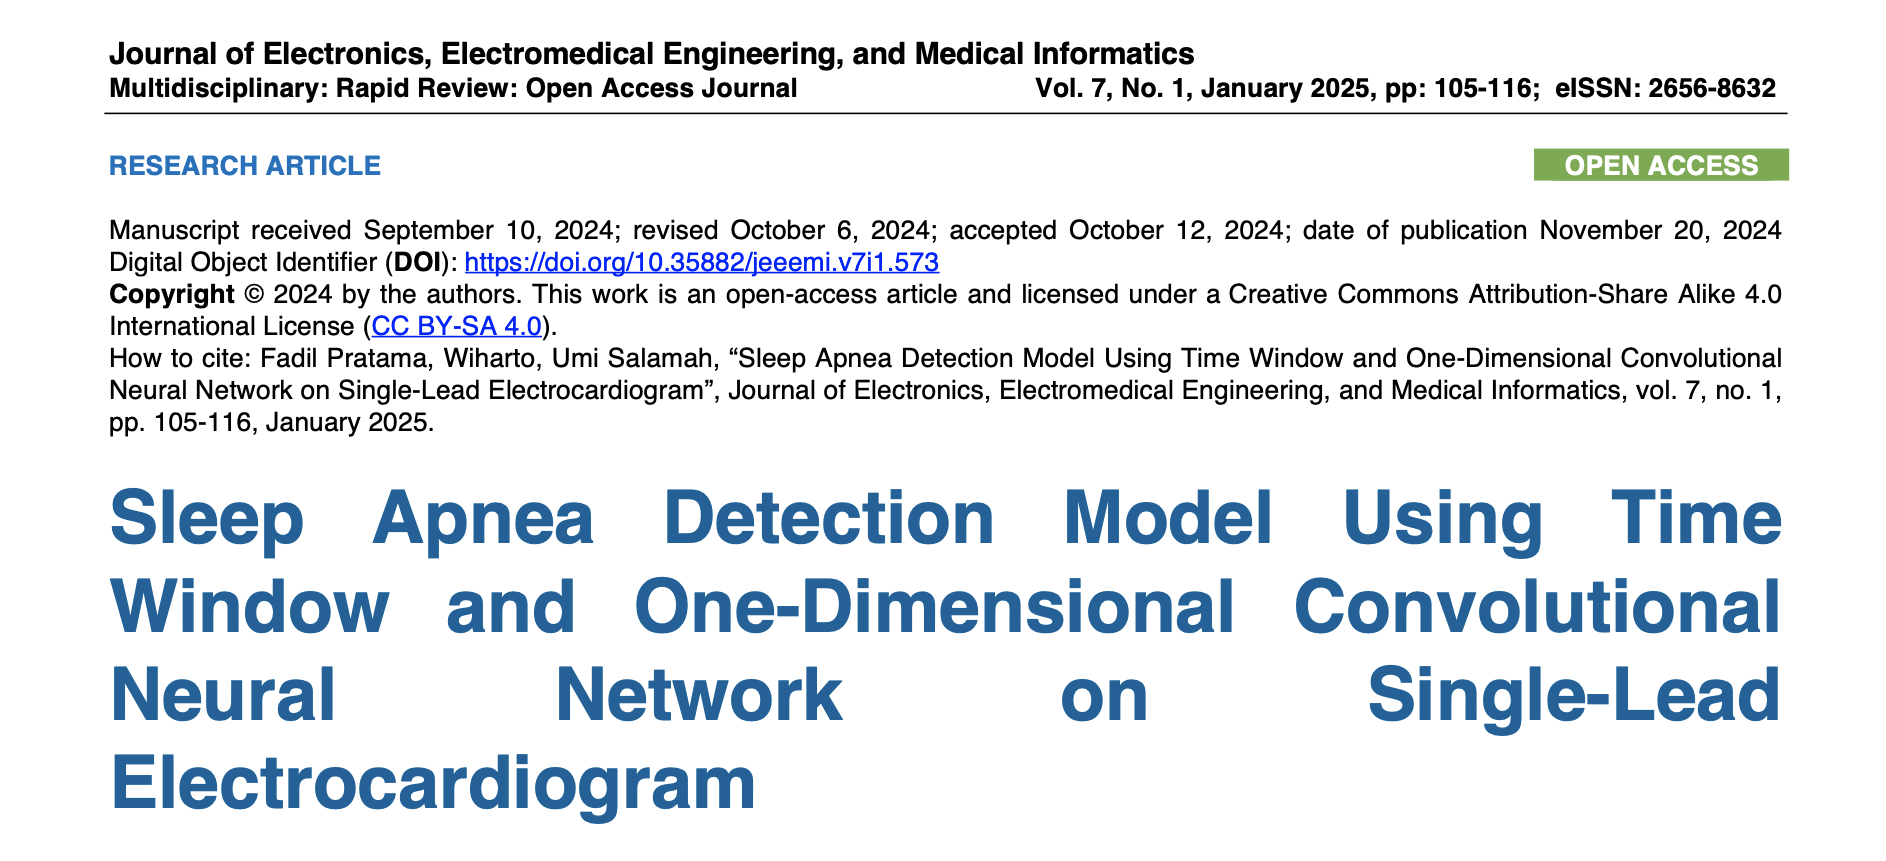 Journal of Electronics, Electromedical Engineering, and Medical Informatics
Multidisciplinary: Rapid Review: Open Access Journal Vol. 7, No. 1, January 2025, pp: 105-116; eISSN: 2656-8632
RESEARCH ARTICLE OPEN ACCESS
Manuscript received September 10, 2024; revised October 6, 2024; accepted October 12, 2024; date of publication November 20, 2024
Digital Object Identifier (DOI): https://doi.org/10.35882/jeeemi.v7i1.573
Copyright © 2024 by the authors. This work is an open-access article and licensed under a Creative Commons Attribution-Share Alike 4.0
International License (CC BY-SA 4.0).
How to cite: Fadil Pratama, Wiharto, Umi Salamah, “Sleep Apnea Detection Model Using Time Window and One-Dimensional Convolutional
Neural Network on Single-Lead Electrocardiogram”, Journal of Electronics, Electromedical Engineering, and Medical Informatics, vol. 7, no. 1,
pp. 105-116, January 2025.
Sleep Apnea Detection Model Using Time
Window and One-Dimensional Convolutional
Neural Network on Single-Lead
Electrocardiogram